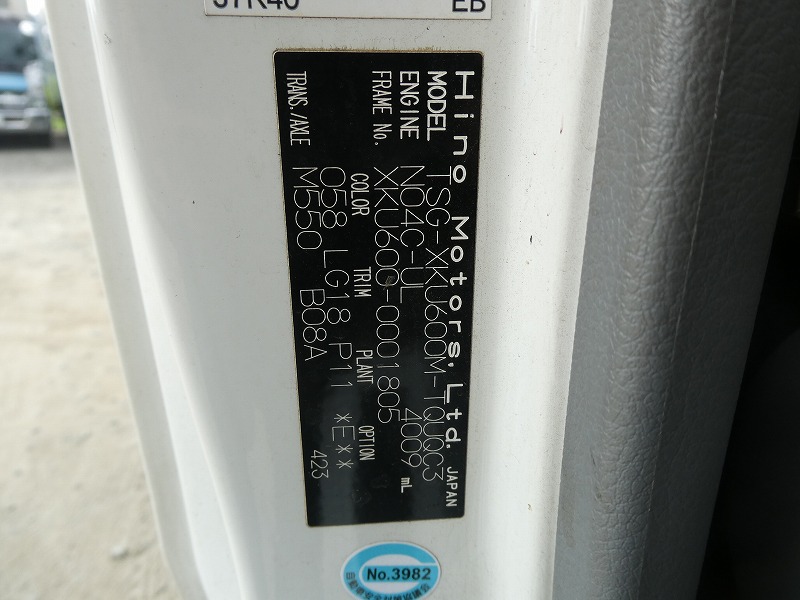 Hino Motors, Ltd. JAPAN
MODEL TSG-XKU600M-TQUQC3
ENGINE N04C-UL 4009 mL
FRAME No. XKU600-0001805
COLOR TRIM PLANT OPTION
058 LG18 P11 *E**
TRANS./AXLE M550 B08A 423
EB
No.3982